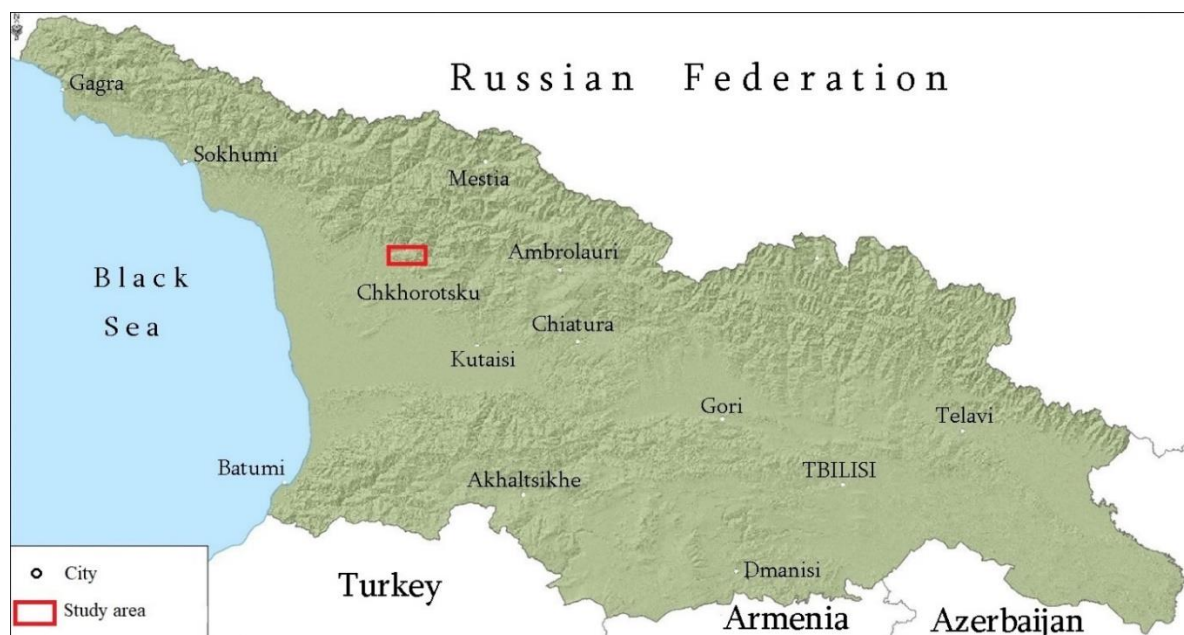 Russian Federation
Gagra
Sokhumi
Mestia
Black
Sea
Ambrolauri
Chkhorotsku
Chiatura
Kutaisi
Gori
Telavi
Batumi
Akhaltsikhe
TBILISI
Dmanisi
Turkey
Armenia
Azerbaijan
City
Study area